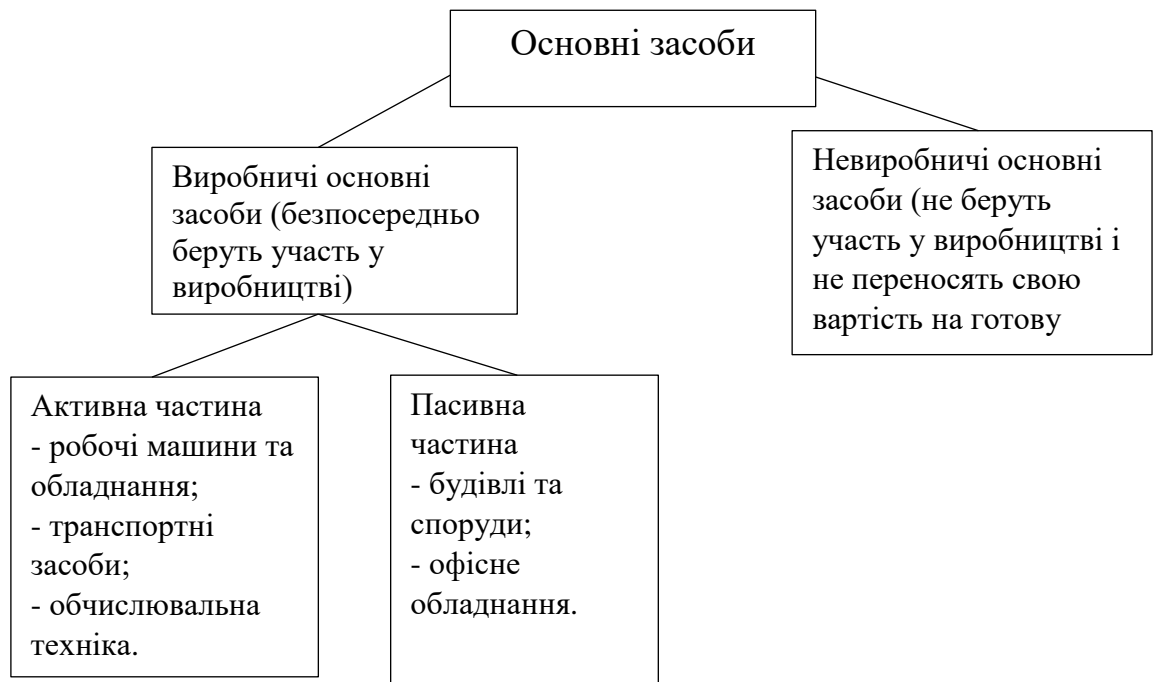 Основні засоби
Виробничі основні
засоби (безпосередньо
беруть участь у
виробництві)
Невиробничі основні
засоби (не беруть
участь у виробництві і
не переносять свою
вартість на готову
Активна частина
- робочі машини та
обладнання;
- транспортні
засоби;
- обчислювальна
техніка.
Пасивна
частина
- будівлі та
споруди;
- офісне
обладнання.